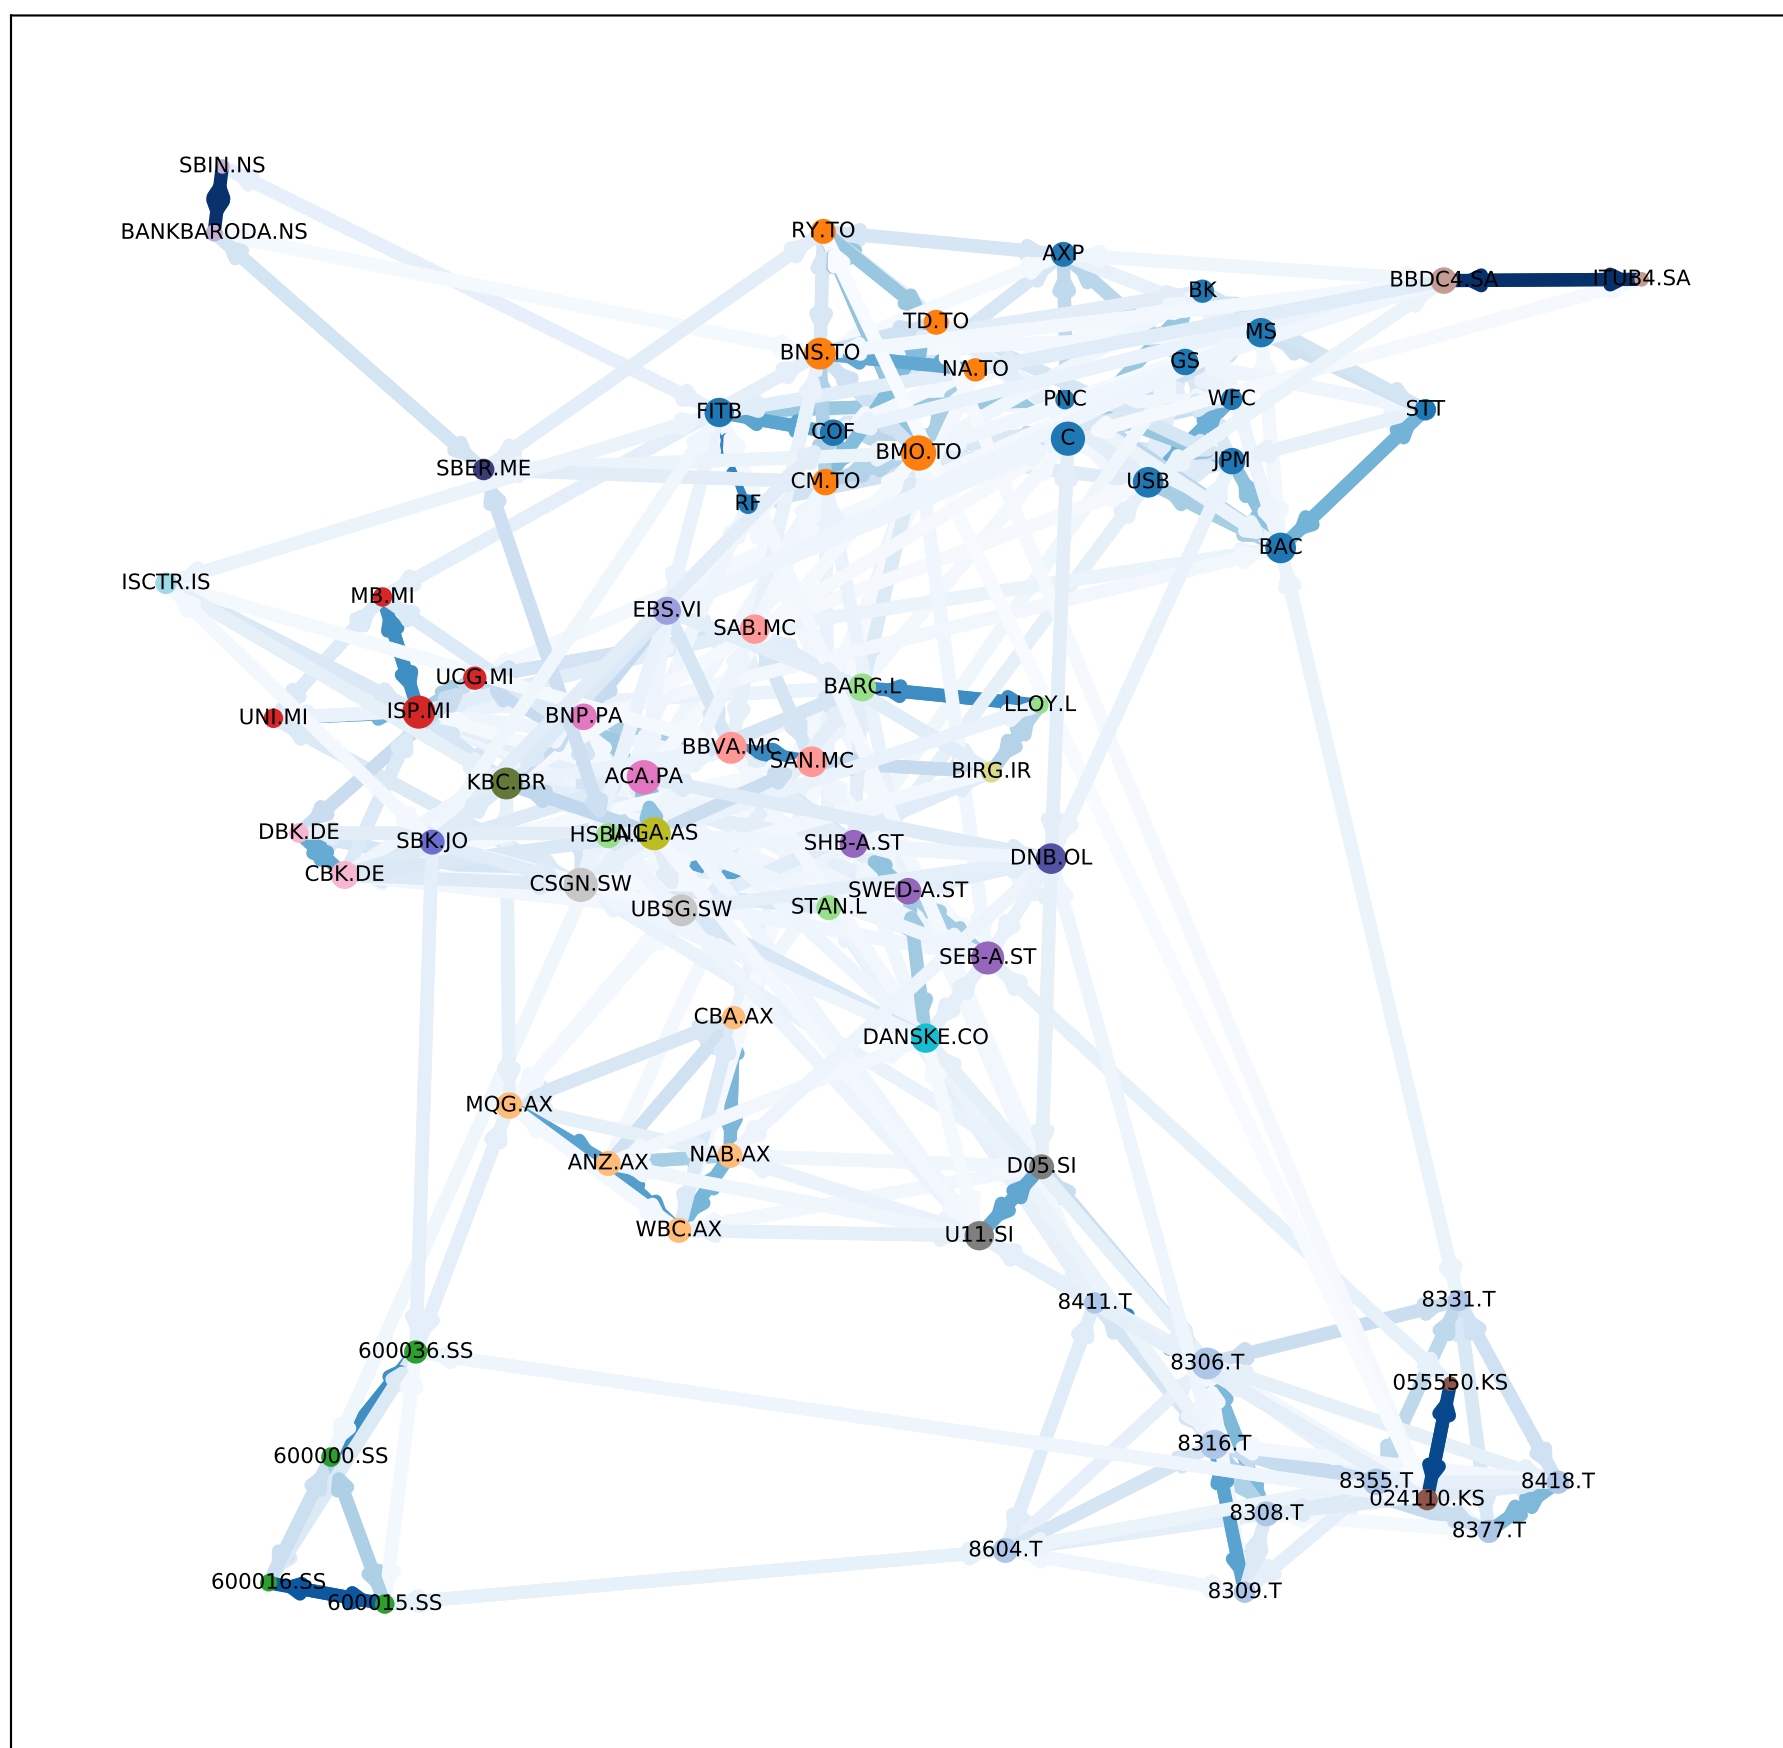 SBIN.NS
BANKBARODA.NS
RY.TO
AXP
BBDC4.SA
ITUB4.SA
BK
TD.TO
MS
BNS.TO
GS
NA.TO
PNC
WFC
FITB
STT
COF
C
BMO.TO
JPM
SBER.ME
CM.TO
USB
RF
BAC
ISCTR.IS
MB.MI
EBS.VI
SAB.MC
UCG.MI
BARC.L
LLOY.L
UNI.MI
ISP.MI
BNP.PA
BBVA.MC
SAN.MC
BIRG.IR
KBC.BR
ACA.PA
DBK.DE
SBK.JO
HSBA.L
INGA.AS
SHB-A.ST
DNB.OL
CBK.DE
CSGN.SW
SWED-A.ST
UBSG.SW
STAN.L
SEB-A.ST
CBA.AX
DANSKE.CO
MQG.AX
ANZ.AX
NAB.AX
D05.SI
WBC.AX
U11.SI
8411.T
8331.T
600036.SS
8306.T
055550.KS
8316.T
600000.SS
8355.T
8418.T
024110.KS
8308.T
8377.T
8604.T
600016.SS
8309.T
600015.SS